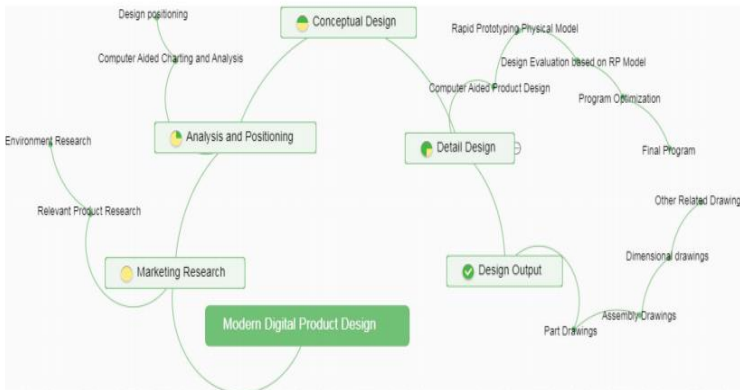 Design positioning
Conceptual Design
Rapid Prototyping Physical Model
Computer Aided Charting and Analysis
Design Evaluation based on RP Model
Computer Aided Product Design
Program Optimization
Environment Research
Analysis and Positioning
Detail Design
Final Program
Relevant Product Research
Other Related Drawing
Dimensional drawings
Marketing Research
Design Output
Modern Digital Product Design
Assembly Drawings
Part Drawings